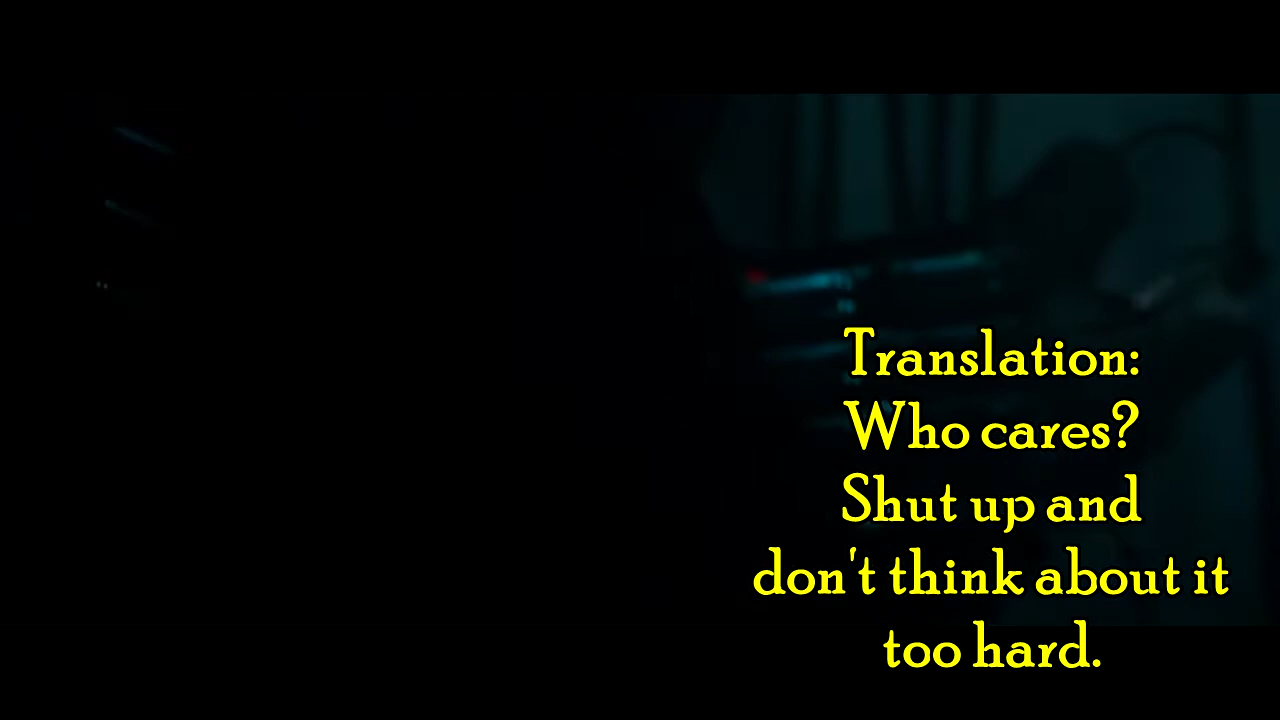 Translation:
Who cares?
Shut up and
don't think about it
too hard.